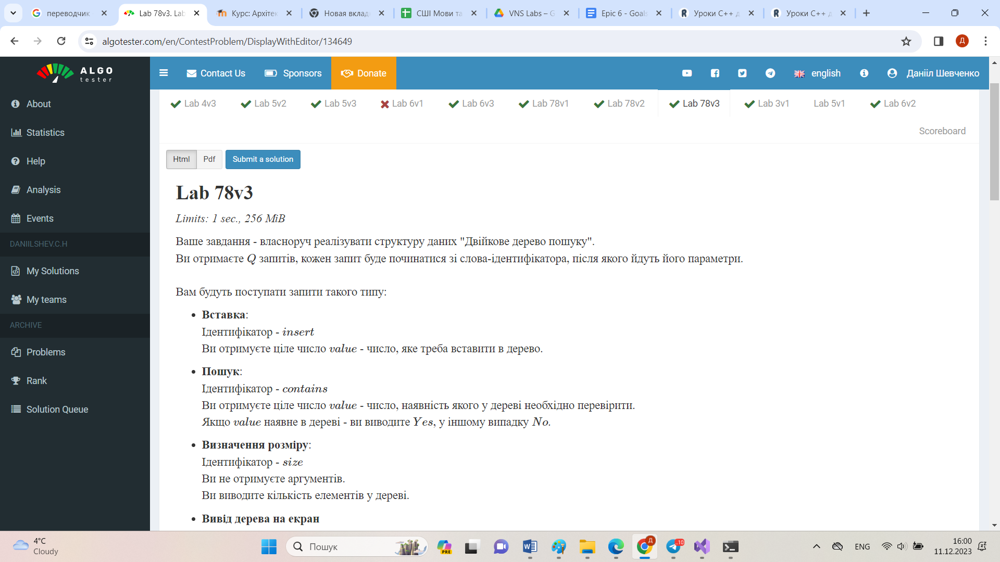 переводчик
Lab 78v3. Lab
Курс: Архітек
Новая вклад
СШІ Мови та
VNS Labs – G
Epic 6 - Goals
Уроки C++ д
Уроки C++ д
algotester.com/en/ContestProblem/DisplayWithEditor/134649
Д
ALGO
tester
Contact Us
Sponsors
Donate
english
Данііл Шевченко
About
Statistics
Help
Analysis
Events
DANIILSHEV.C.H
My Solutions
My teams
ARCHIVE
Problems
Rank
Solution Queue
Lab 4v3
Lab 5v2
Lab 5v3
Lab 6v1
Lab 6v3
Lab 78v1
Lab 78v2
Lab 78v3
Lab 3v1
Lab 5v1
Lab 6v2
Scoreboard
Html
Pdf
Submit a solution
Lab 78v3
Limits: 1 sec., 256 MiB
Ваше завдання - власноруч реалізувати структуру даних "Двійкове дерево пошуку".
Ви отримаєте Q запитів, кожен запит буде починатися зі слова-ідентифікатора, після якого йдуть його параметри.
Вам будуть поступати запити такого типу:
• Вставка:
Ідентифікатор - insert
Ви отримуєте ціле число value - число, яке треба вставити в дерево.
• Пошук:
Ідентифікатор - contains
Ви отримуєте ціле число value - число, наявність якого у дереві необхідно перевірити.
Якщо value наявне в дереві - ви виводите Yes, у іншому випадку No.
• Визначення розміру:
Ідентифікатор - size
Ви не отримуєте аргументів.
Ви виводите кількість елементів у дереві.
• Вивід дерева на екран
4°C
Cloudy
Пошук
PRE
Д
10
ENG
16:00
11.12.2023